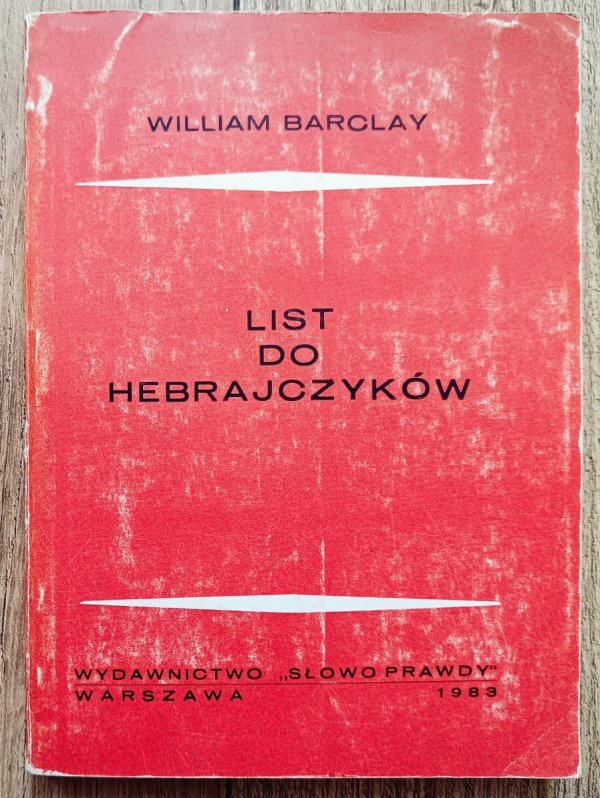 WILLIAM BARCLAY
LIST
DO
HEBRAJCZYKÓW
WYDAWNICTWO „SŁOWO PRAWDY"
WARSZAWA 1983